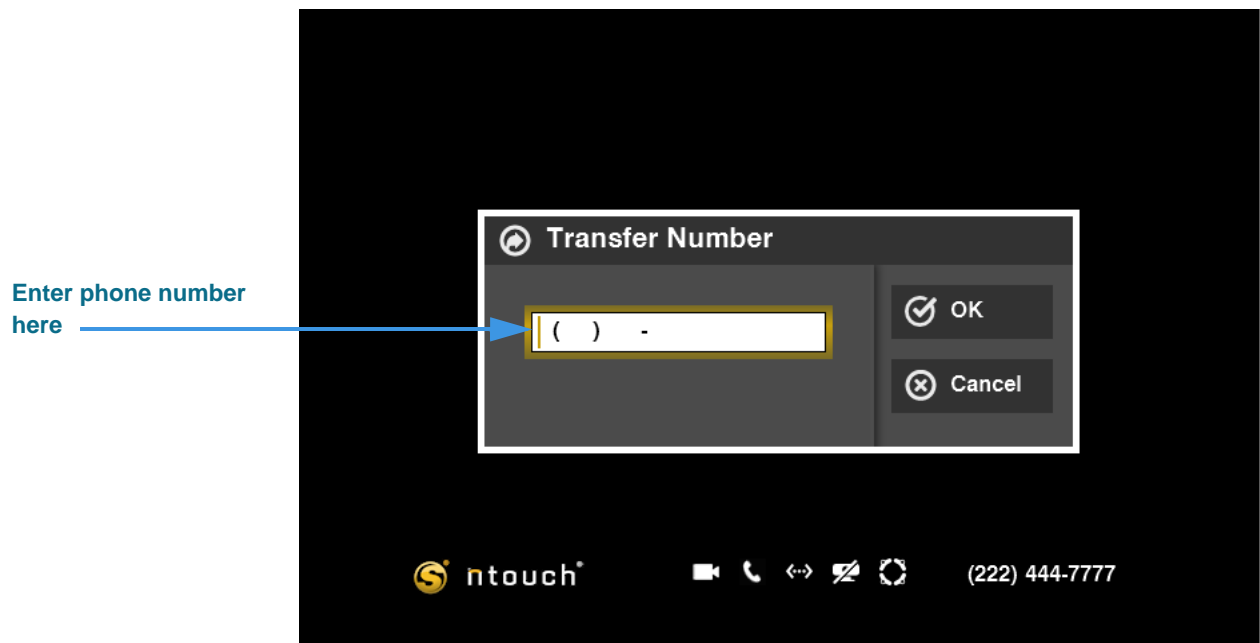 Transfer Number
Enter phone number
here
( ) -
OK
Cancel
S ntouch®
(222) 444-7777